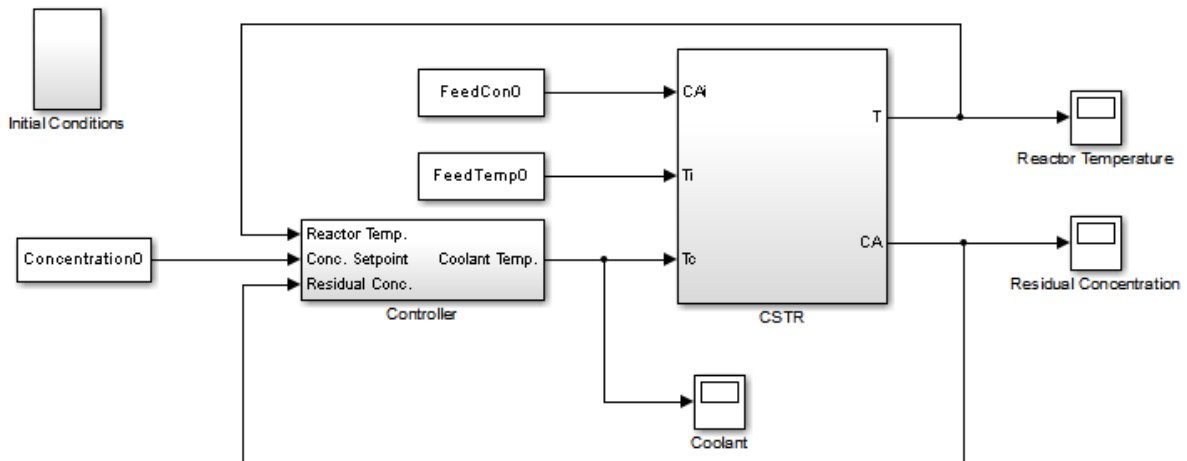 Initial Conditions
FeedCon0
CAi
T
Reactor Temperature
FeedTemp0
Ti
Concentration0
Reactor Temp.
Conc. Setpoint
Residual Conc.
Coolant Temp.
Controller
Tc
CA
CSTR
Residual Concentration
Coolant